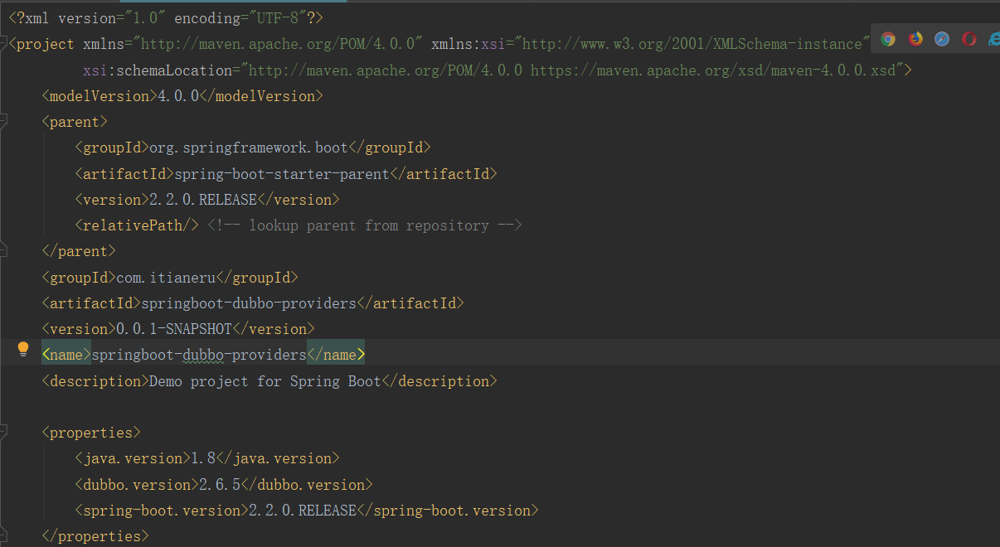 <?xml version="1.0" encoding="UTF-8"?>
<project xmlns="http://maven.apache.org/POM/4.0.0" xmlns:xsi="http://www.w3.org/2001/XMLSchema-instance"
xsi:schemaLocation="http://maven.apache.org/POM/4.0.0 https://maven.apache.org/xsd/maven-4.0.0.xsd">
<modelVersion>4.0.0</modelVersion>
<parent>
<groupId>org.springframework.boot</groupId>
<artifactId>spring-boot-starter-parent</artifactId>
<version>2.2.0.RELEASE</version>
<relativePath/> <!-- lookup parent from repository -->
</parent>
<groupId>com.itianeru</groupId>
<artifactId>springboot-dubbo-providers</artifactId>
<version>0.0.1-SNAPSHOT</version>
<name>springboot-dubbo-providers</name>
<description>Demo project for Spring Boot</description>
<properties>
<java.version>1.8</java.version>
<dubbo.version>2.6.5</dubbo.version>
<spring-boot.version>2.2.0.RELEASE</spring-boot.version>
</properties>